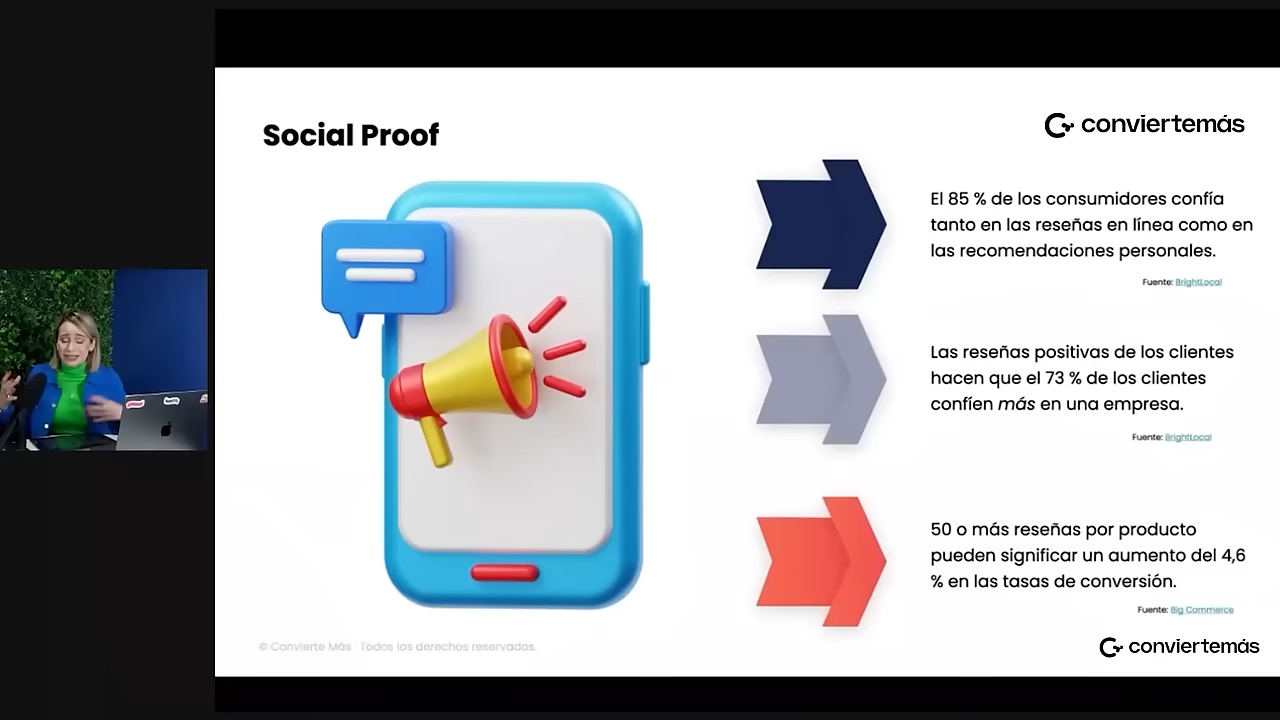 Social Proof
conviertemás
El 85 % de los consumidores confía
tanto en las reseñas en línea como en
las recomendaciones personales.
Fuente: BrightLocal
Las reseñas positivas de los clientes
hacen que el 73 % de los clientes
confíen más en una empresa.
Fuente: BrightLocal
50 o más reseñas por producto
pueden significar un aumento del 4,6
% en las tasas de conversión.
Fuente: Big Commerce
© Convierte Más · Todos los derechos reservados.
conviertemás